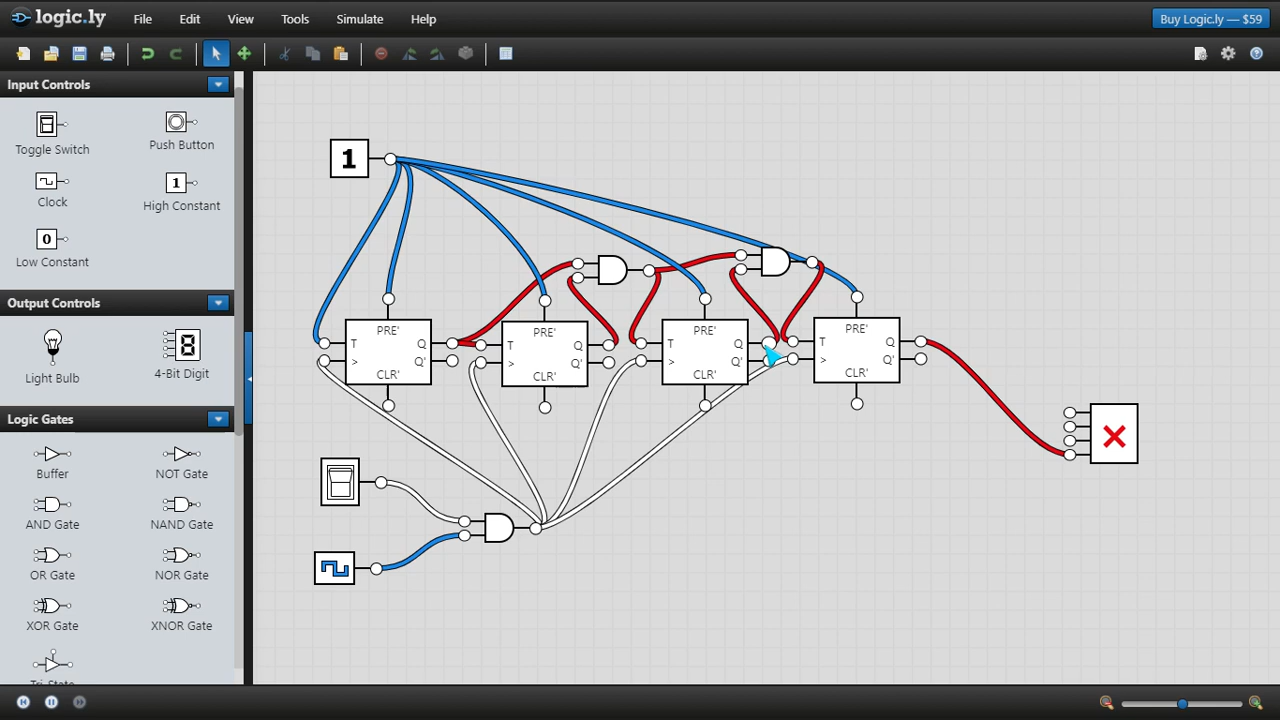 logic.ly File Edit View Tools Simulate Help Buy Logic.ly — $59
Input Controls
Toggle Switch Push Button
1
Clock High Constant
0
Low Constant
Output Controls
8
Light Bulb 4-Bit Digit
Logic Gates
Buffer NOT Gate
AND Gate NAND Gate
OR Gate NOR Gate
XOR Gate XNOR Gate
Tri-State
1
PRE' PRE' PRE' PRE'
T Q T Q T Q T Q
> Q' > Q' > Q' > Q'
CLR' CLR' CLR' CLR'